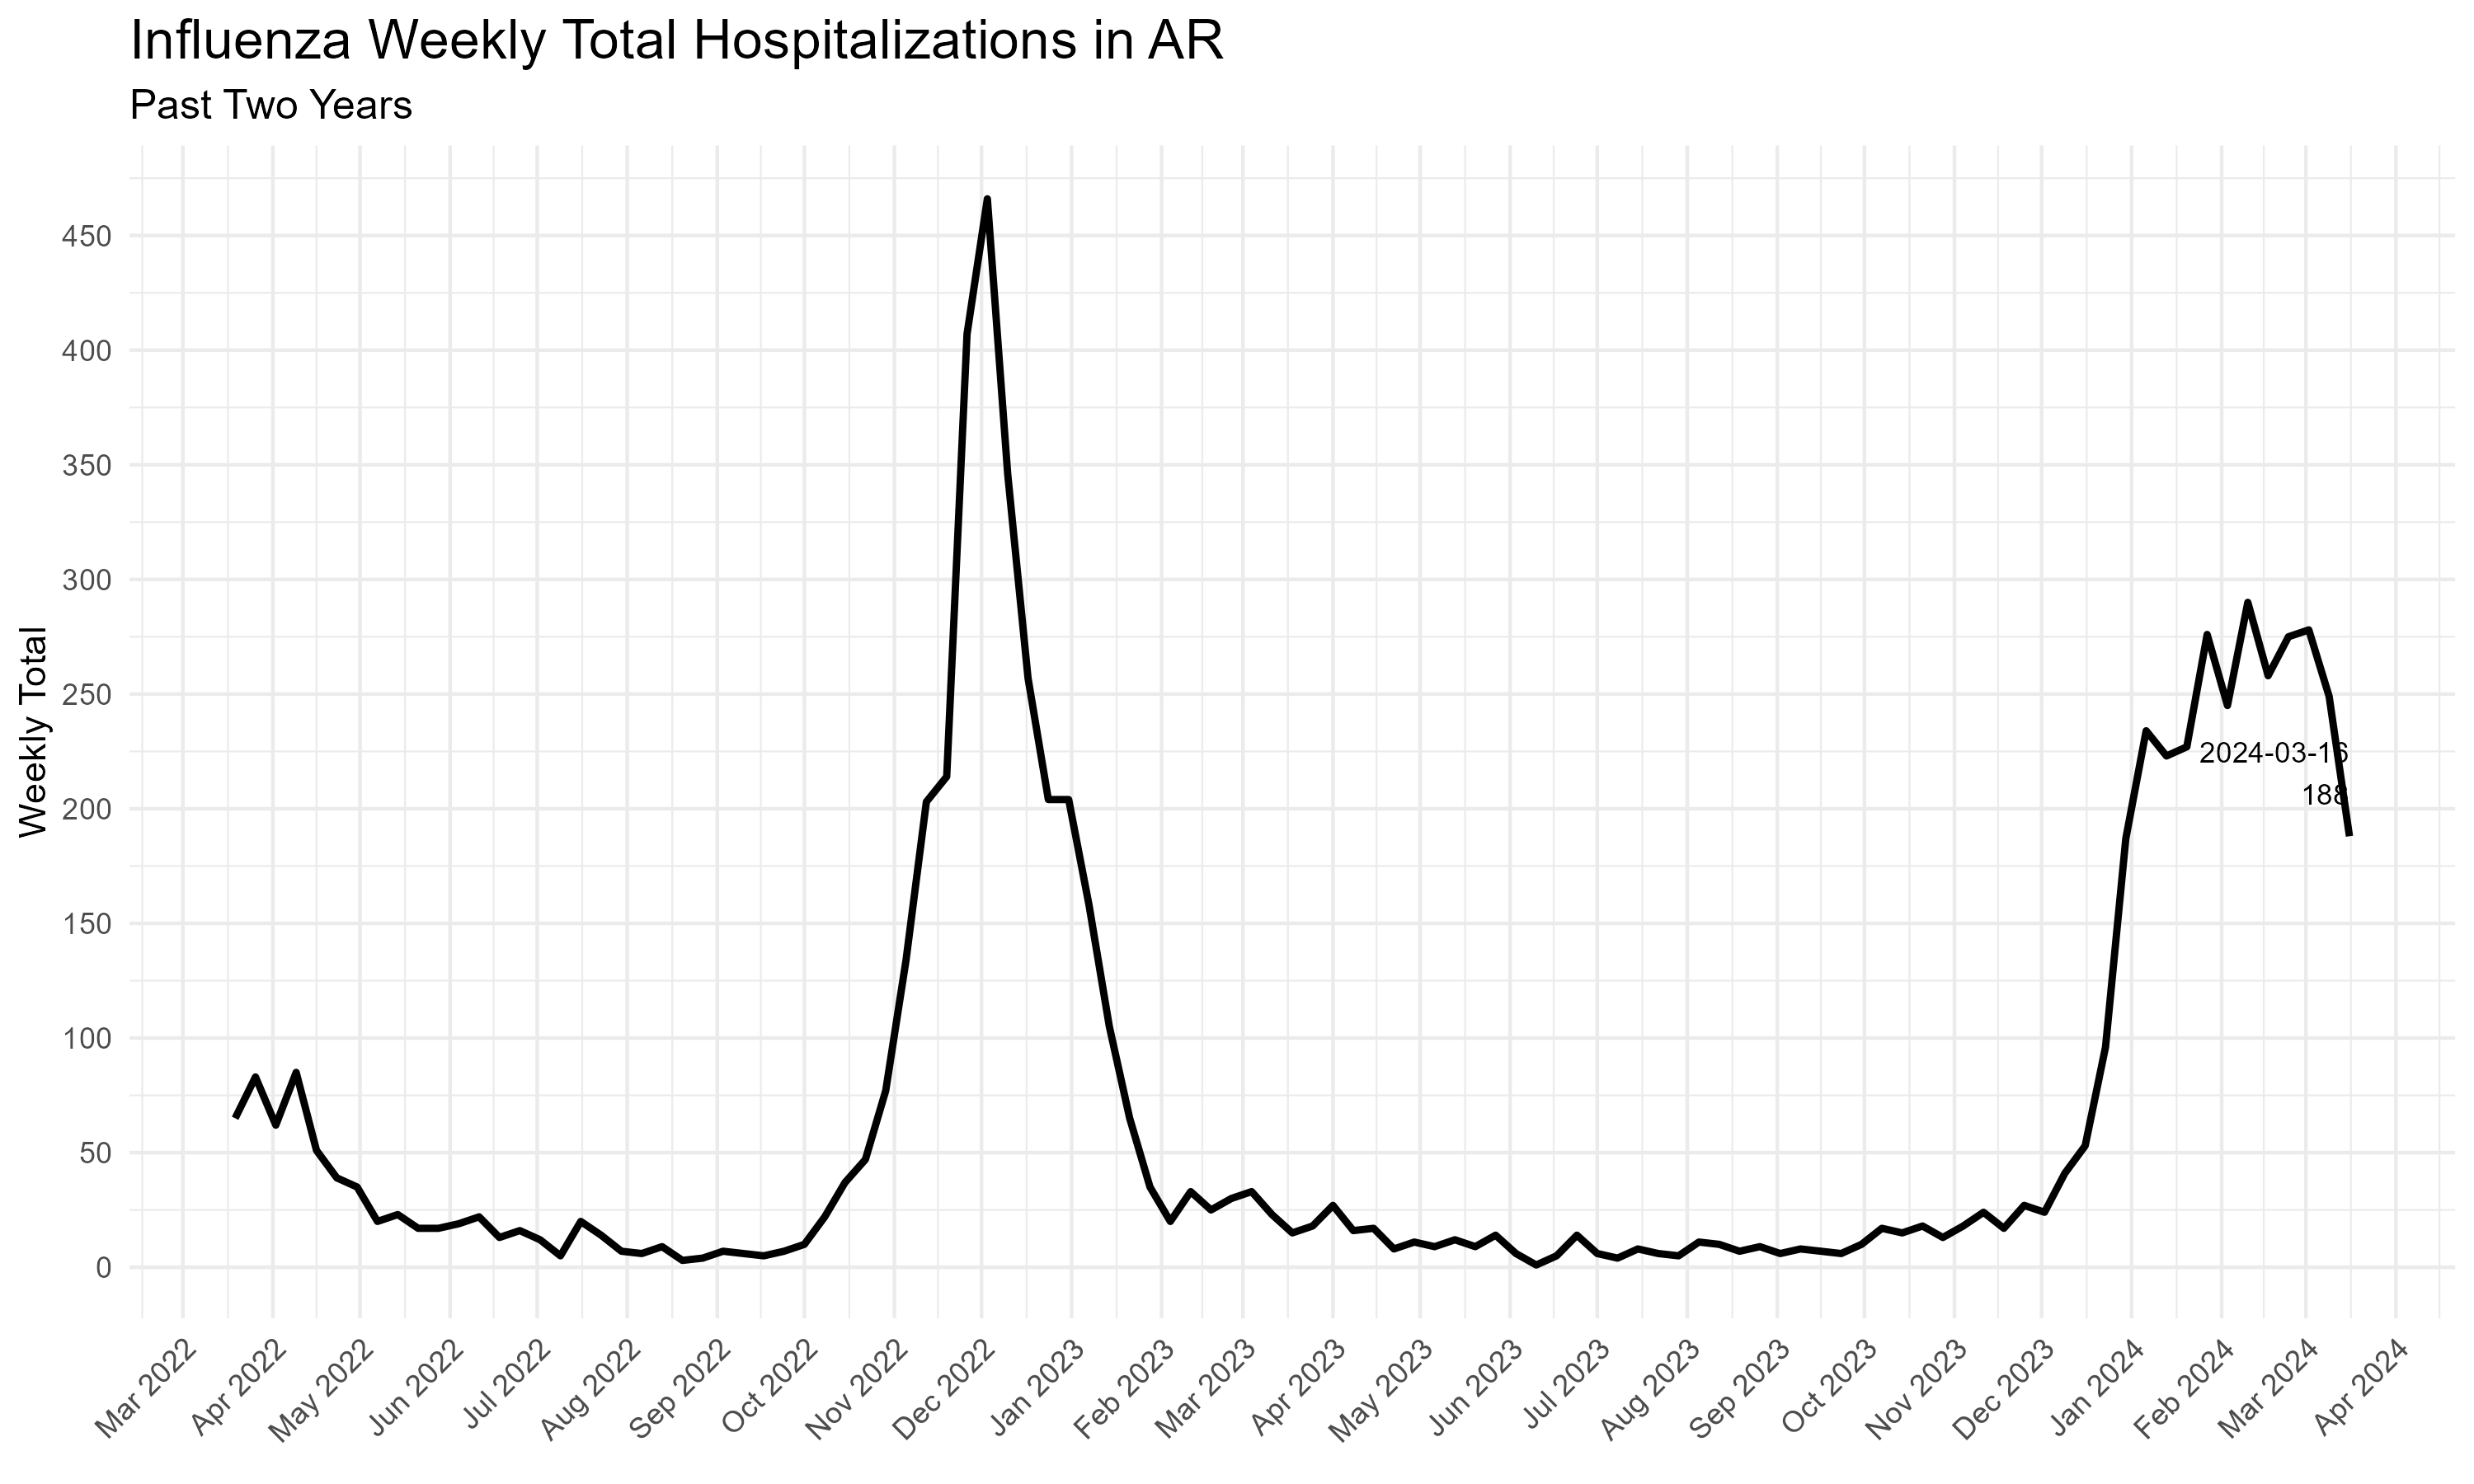 Influenza Weekly Total Hospitalizations in AR
Past Two Years
Weekly Total
450
400
350
300
250
200
150
100
50
0
2024-03-16
188
Mar 2022
Apr 2022
May 2022
Jun 2022
Jul 2022
Aug 2022
Sep 2022
Oct 2022
Nov 2022
Dec 2022
Jan 2023
Feb 2023
Mar 2023
Apr 2023
May 2023
Jun 2023
Jul 2023
Aug 2023
Sep 2023
Oct 2023
Nov 2023
Dec 2023
Jan 2024
Feb 2024
Mar 2024
Apr 2024